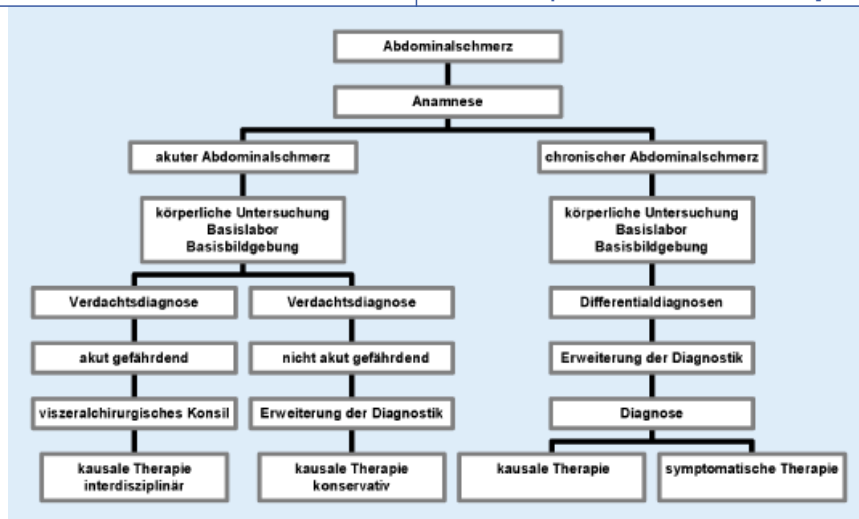 Abdominalschmerz
Anamnese
akuter Abdominalschmerz
chronischer Abdominalschmerz
körperliche Untersuchung
Basislabor
Basisbildgebung
körperliche Untersuchung
Basislabor
Basisbildgebung
Verdachtsdiagnose
Verdachtsdiagnose
Differentialdiagnosen
akut gefährdend
nicht akut gefährdend
Erweiterung der Diagnostik
viszeralchirurgisches Konsil
Erweiterung der Diagnostik
Diagnose
kausale Therapie
interdisziplinär
kausale Therapie
konservativ
kausale Therapie
symptomatische Therapie